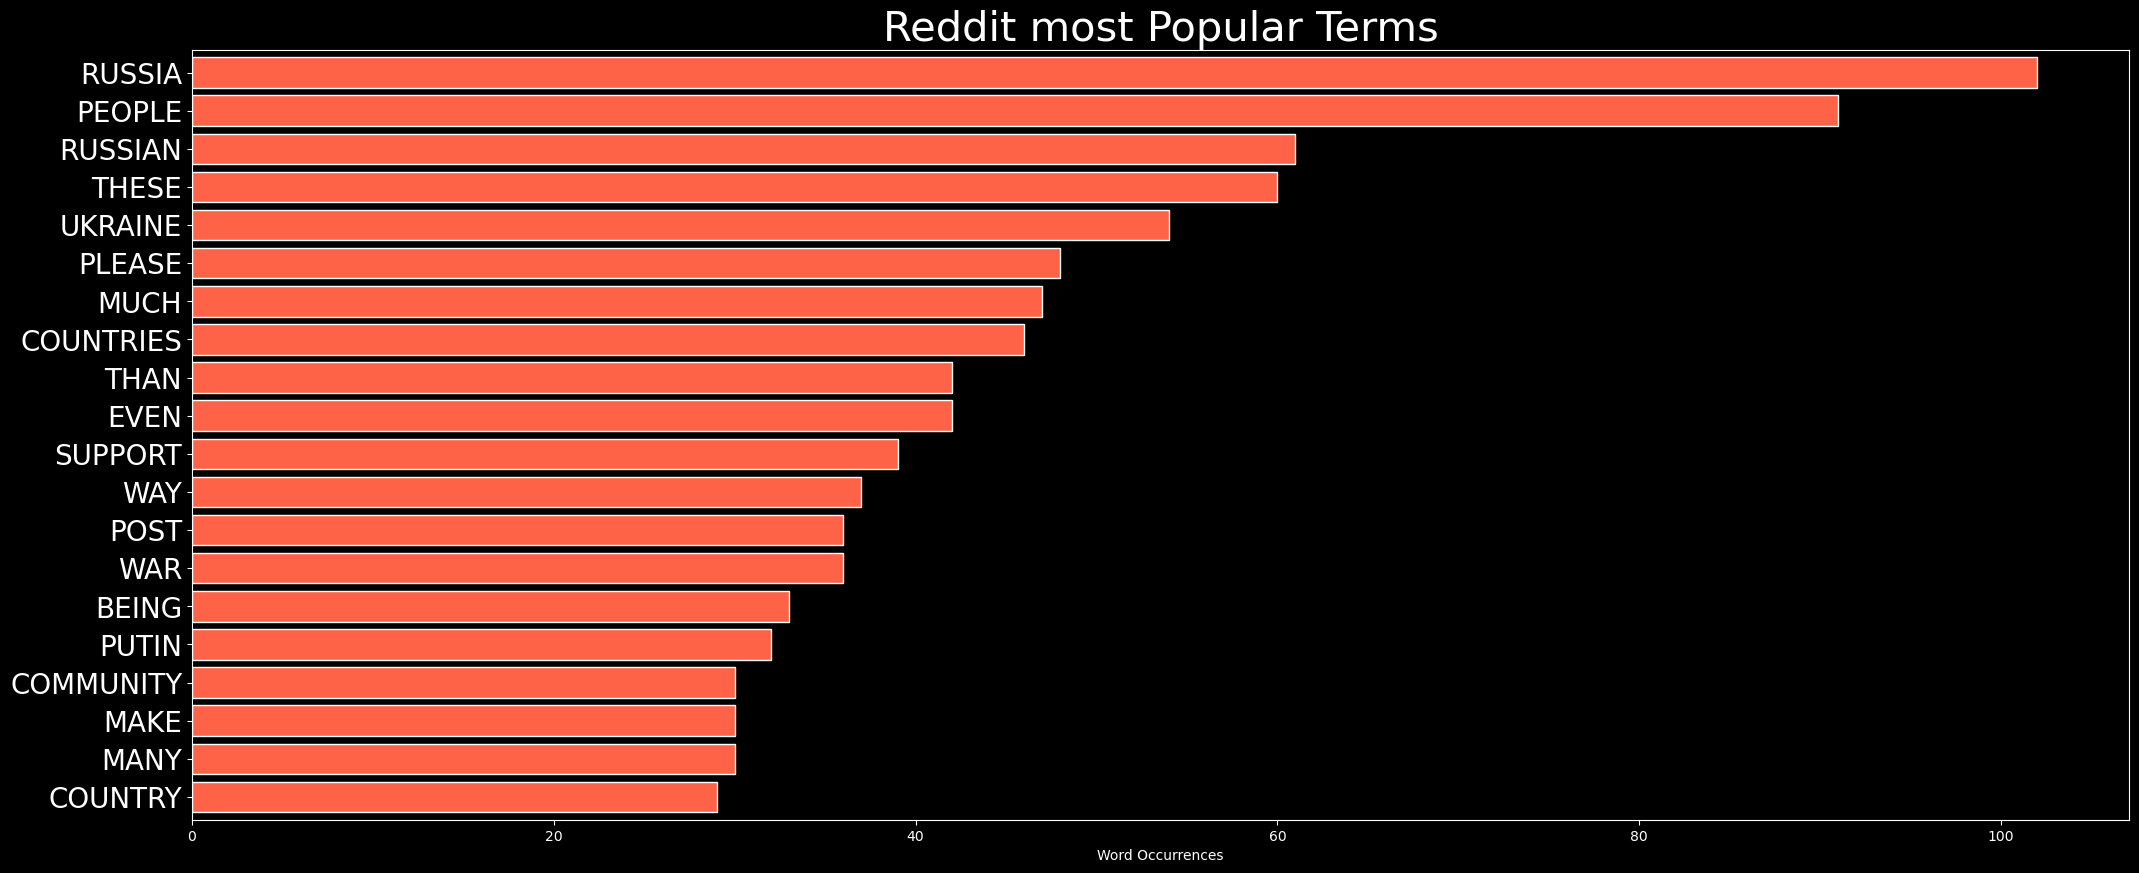 Reddit most Popular Terms
RUSSIA
PEOPLE
RUSSIAN
THESE
UKRAINE
PLEASE
MUCH
COUNTRIES
THAN
EVEN
SUPPORT
WAY
POST
WAR
BEING
PUTIN
COMMUNITY
MAKE
MANY
COUNTRY
0 20 40 60 80 100
Word Occurrences